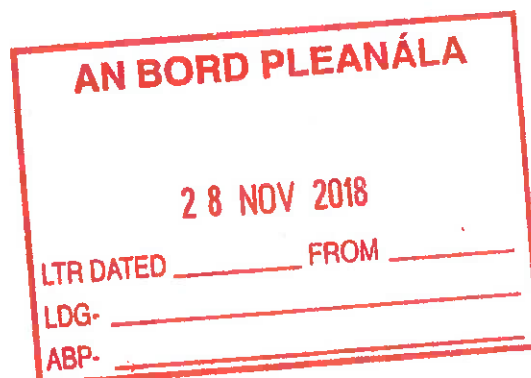 AN BORD PLEANÁLA
28 NOV 2018
LTR DATED ________ FROM ________
LDG- ________
ABP- ________